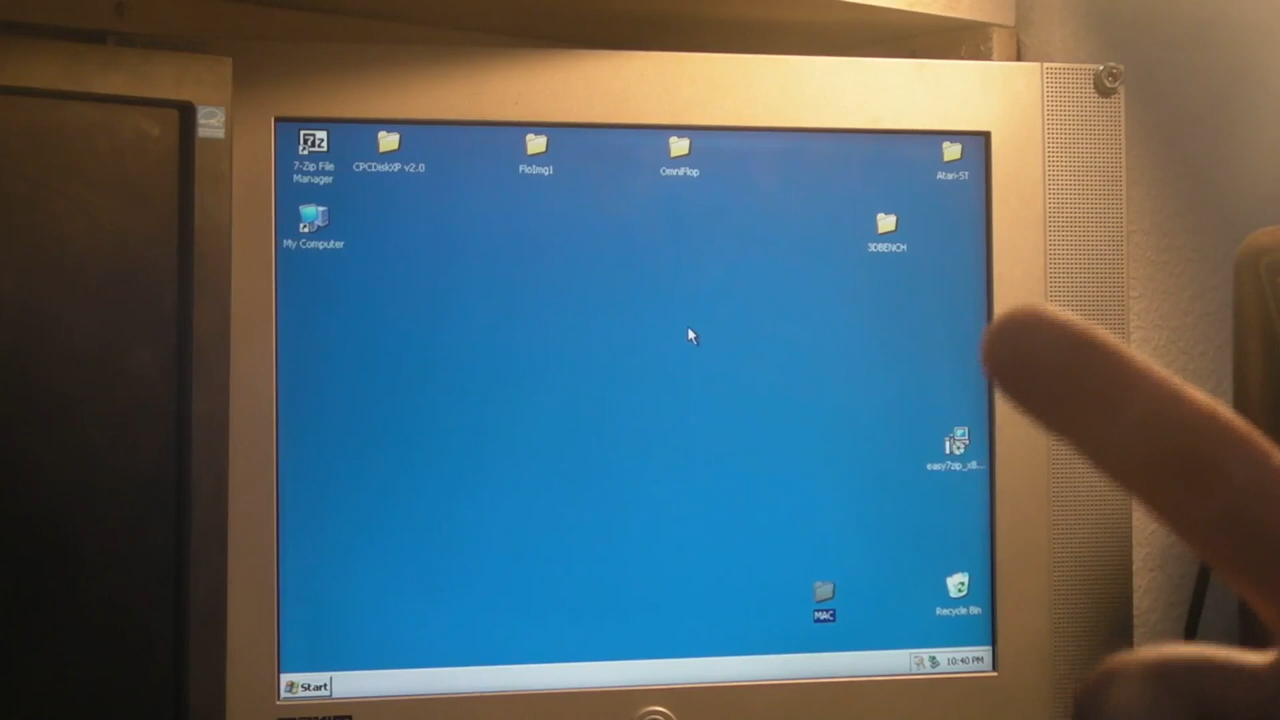 7-Zip File
Manager
CPCDiskXP v2.0
FloImg1
OmniFlop
Atari-ST
My Computer
3DBENCH
easy7zip_x8...
MAC
Recycle Bin
Start
10:40 PM